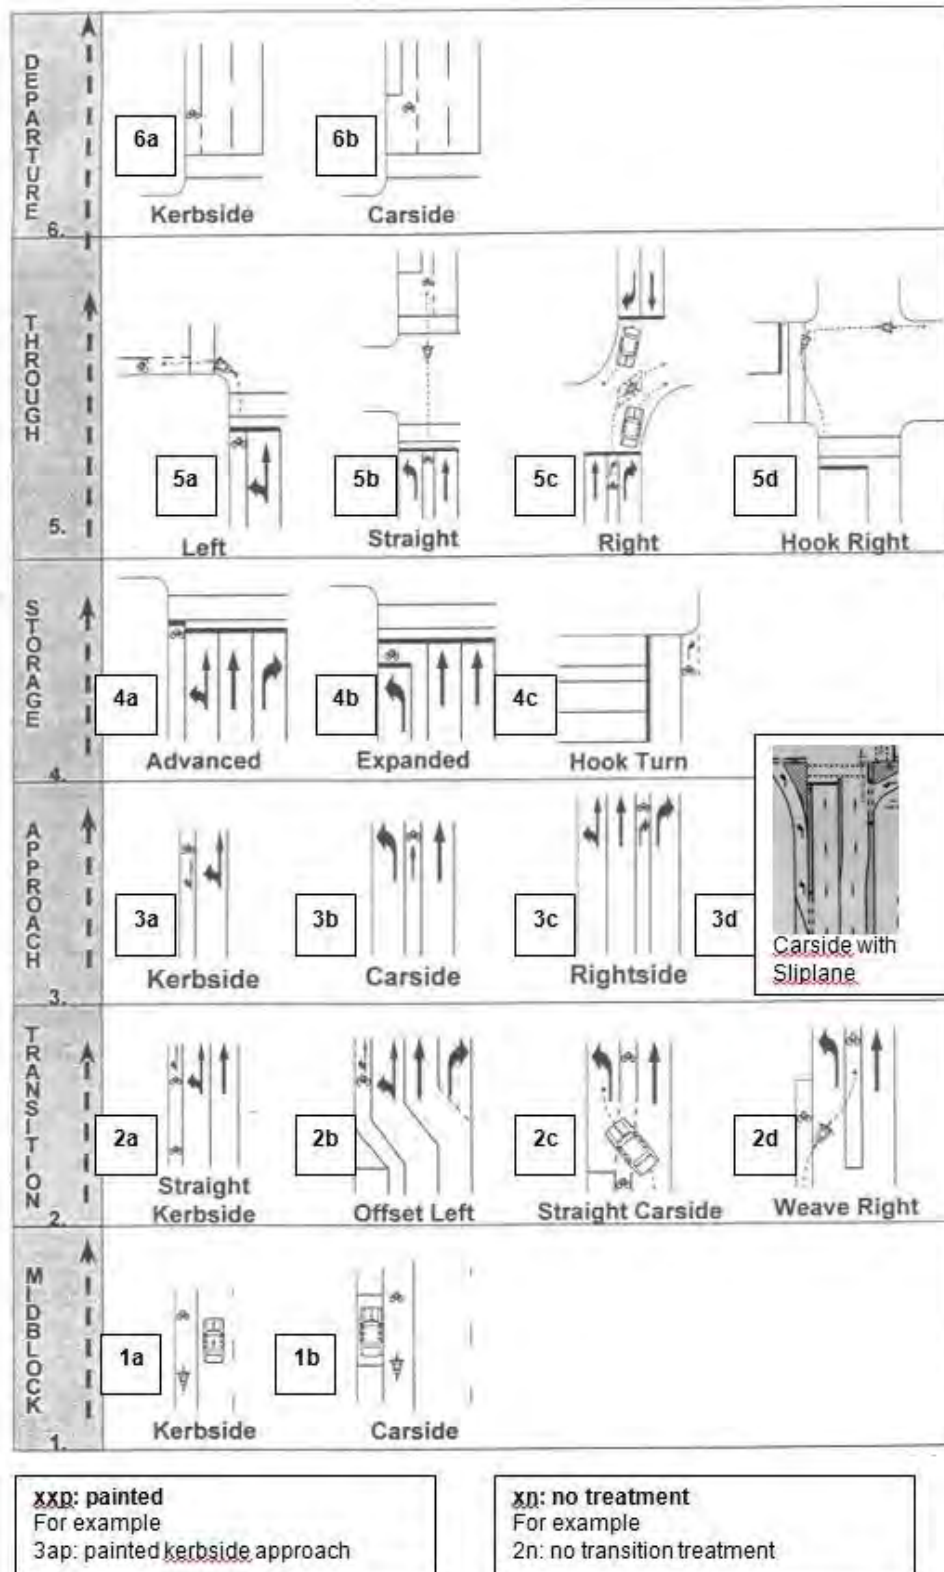 DEPARTURE
6.
6a
Kerbside
6b
Carside
THROUGH
5.
5a
Left
5b
Straight
5c
Right
5d
Hook Right
STORAGE
4.
4a
Advanced
4b
Expanded
4c
Hook Turn
APPROACH
3.
3a
Kerbside
3b
Carside
3c
Rightside
3d
Carside with
Sliplane
TRANSITION
2.
2a
Straight
Kerbside
2b
Offset Left
2c
Straight Carside
2d
Weave Right
MIDBLOCK
1.
1a
Kerbside
1b
Carside
xxp: painted
For example
3ap: painted kerbside approach
xn: no treatment
For example
2n: no transition treatment